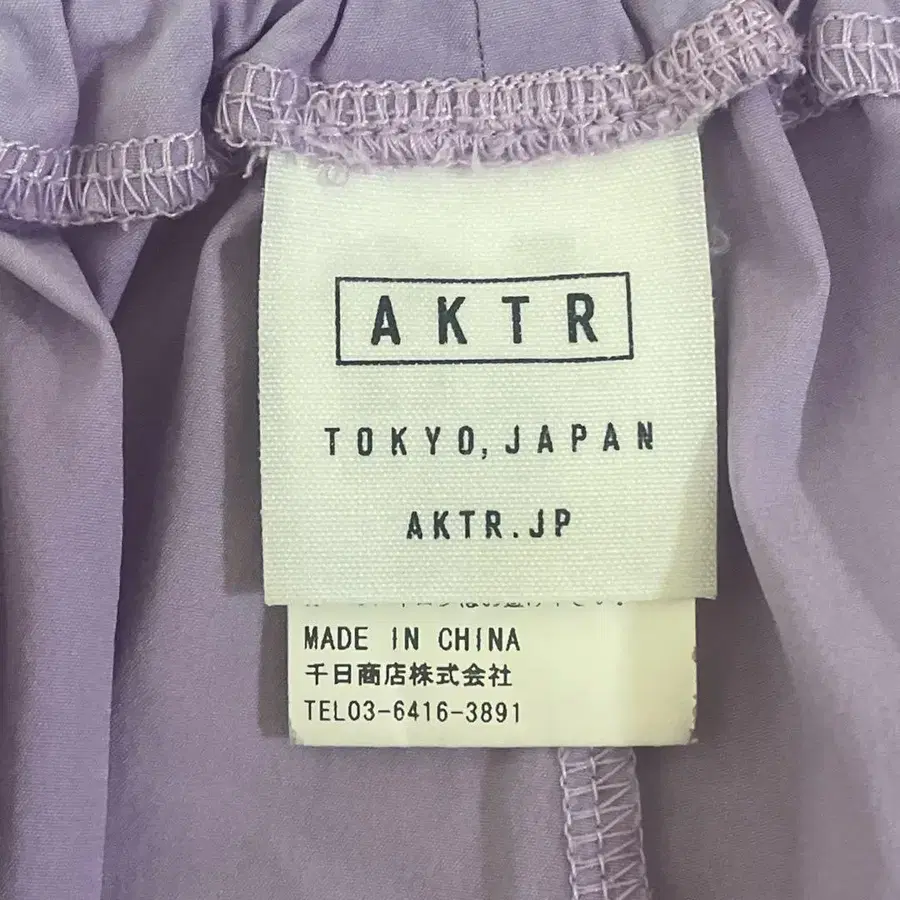 AKTR
TOKYO, JAPAN
AKTR.JP
MADE IN CHINA
千日商店株式会社
TEL03-6416-3891